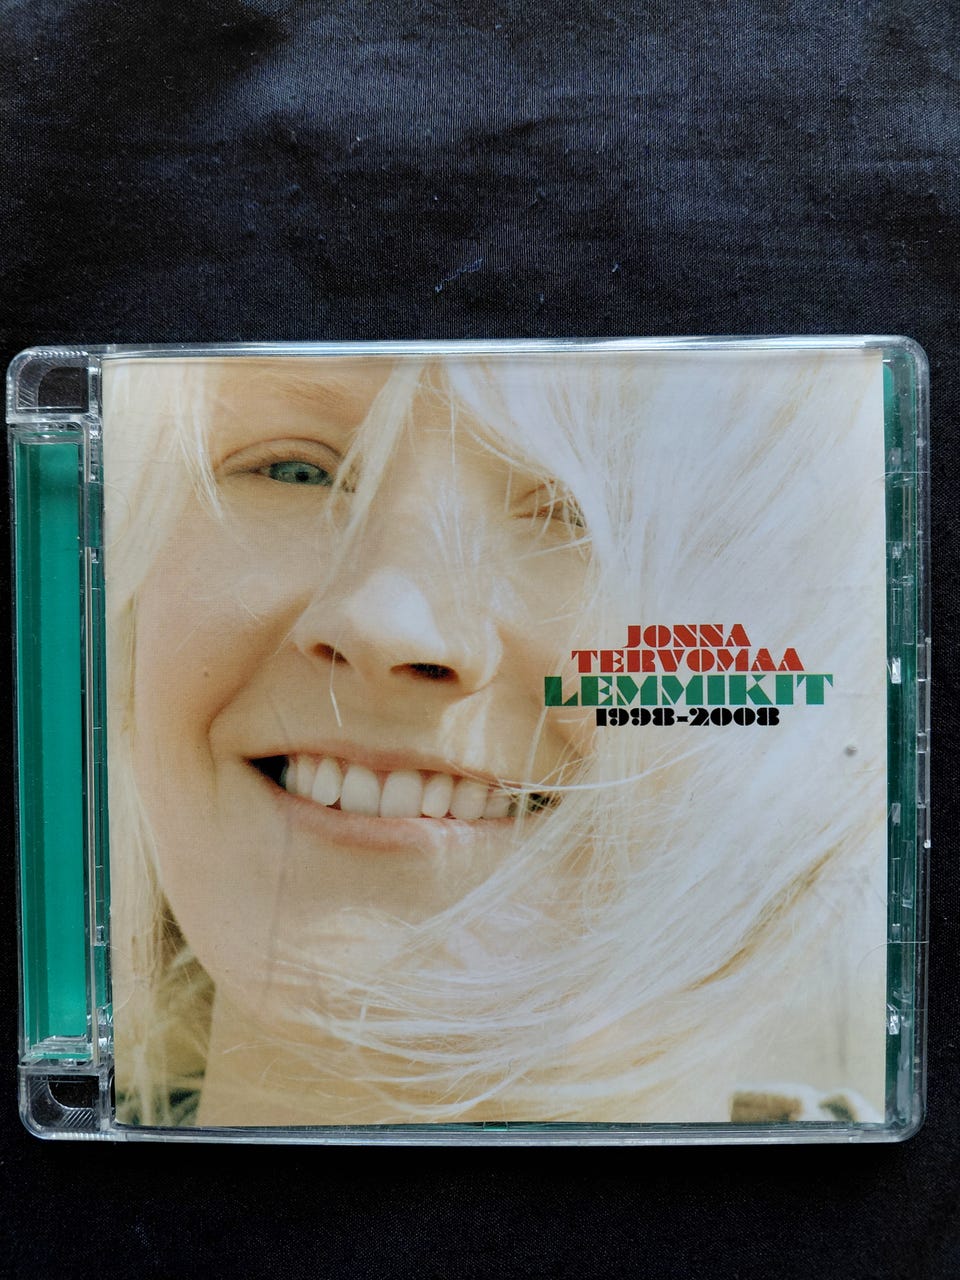 JONNA
TERVOMAA
LEMMIKIT
1998-2008